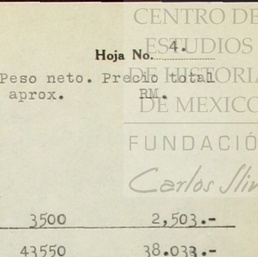 CENTRO DE
ESTUDIOS
DE HISTORIA
DE MEXICO
FUNDACIÓ
Carlos Slim
Hoja No. 4.
Peso neto. Precio total
aprox. RM.
3500 2,503.-
43550 38.033.-